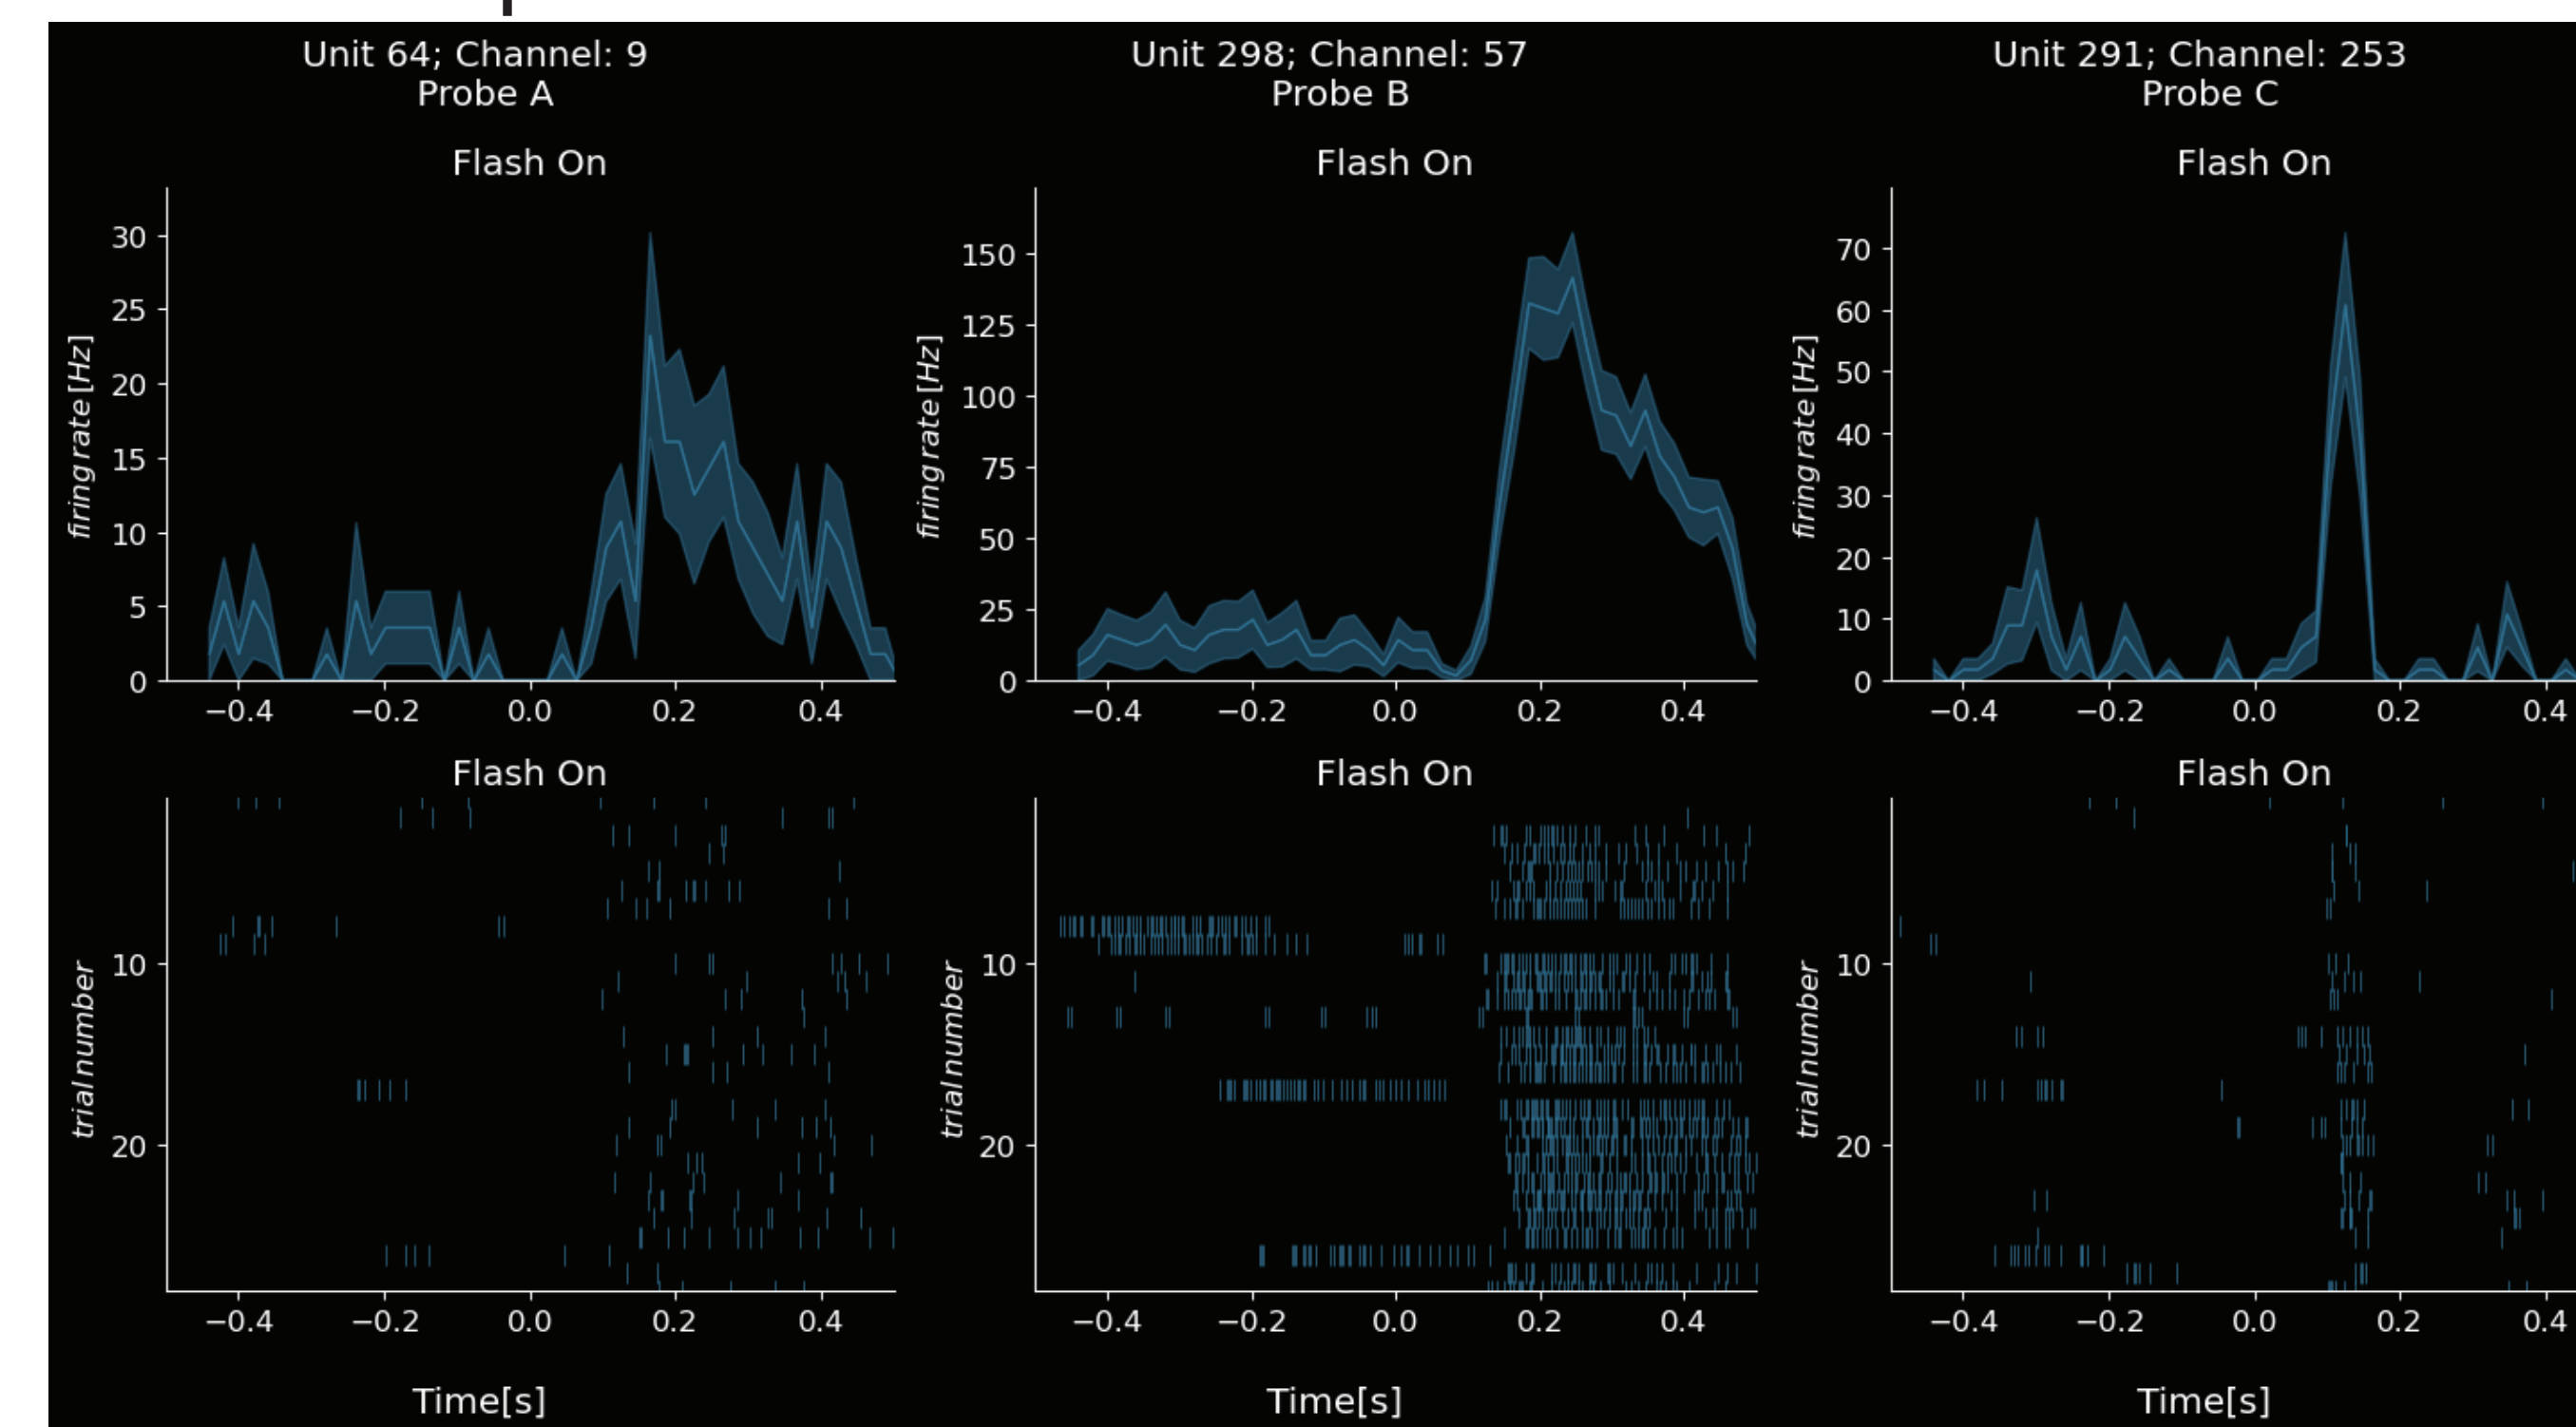 Unit 64; Channel: 9
Probe A
Unit 298; Channel: 57
Probe B
Unit 291; Channel: 253
Probe C
Flash On
Flash On
Flash On
firing rate [Hz]
30
25
20
15
10
5
0
−0.4 −0.2 0.0 0.2 0.4
firing rate [Hz]
150
125
100
75
50
25
0
−0.4 −0.2 0.0 0.2 0.4
firing rate [Hz]
70
60
50
40
30
20
10
0
−0.4 −0.2 0.0 0.2 0.4
Flash On
Flash On
Flash On
trial number
10
20
−0.4 −0.2 0.0 0.2 0.4
Time[s]
trial number
10
20
−0.4 −0.2 0.0 0.2 0.4
Time[s]
trial number
10
20
−0.4 −0.2 0.0 0.2 0.4
Time[s]